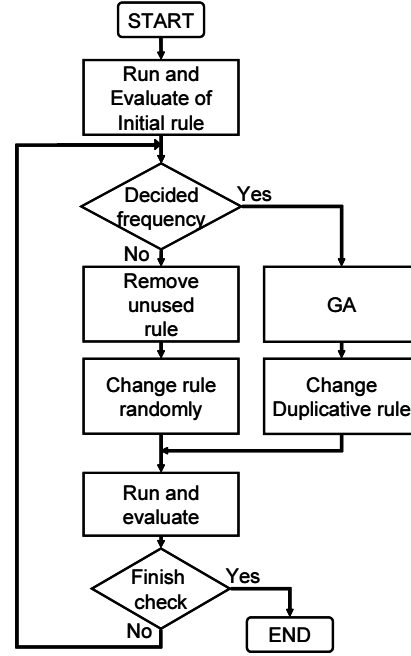 START
Run and
Evaluate of
Initial rule
Decided
frequency
Yes
No
Remove
unused
rule
GA
Change rule
randomly
Change
Duplicative rule
Run and
evaluate
Finish
check
Yes
No
END